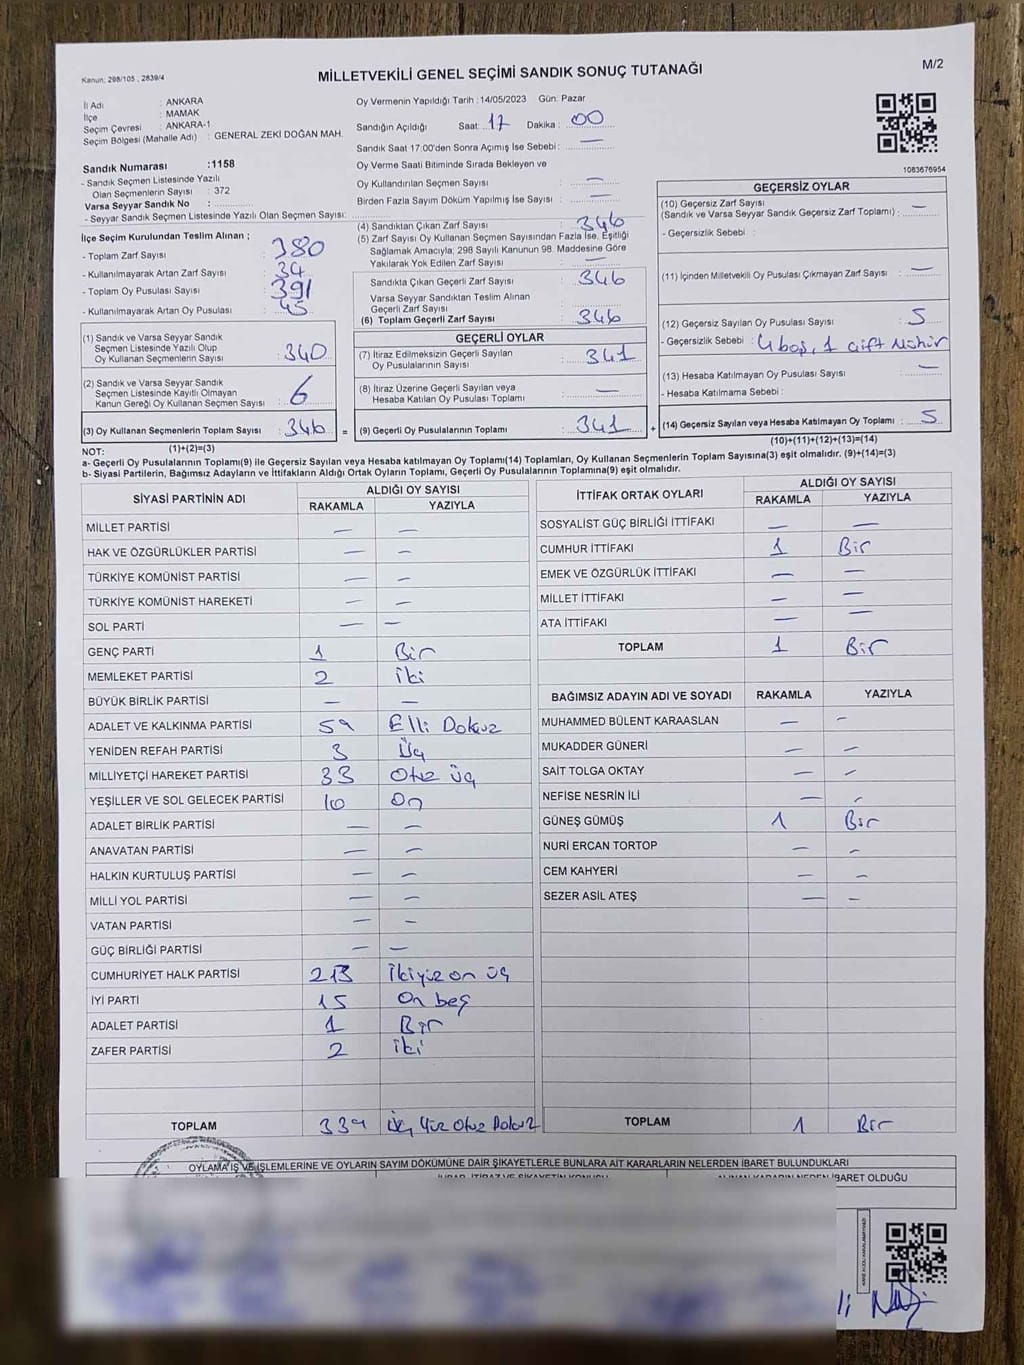 Kanun: 298/105 , 2839/4
MİLLETVEKİLİ GENEL SEÇİMİ SANDIK SONUÇ TUTANAĞI
M/2
İl Adı : ANKARA
İlçe : MAMAK
Seçim Çevresi : ANKARA-1
Seçim Bölgesi (Mahalle Adı) : GENERAL ZEKİ DOĞAN MAH.
Sandık Numarası :1158
- Sandık Seçmen Listesinde Yazılı
Olan Seçmenlerin Sayısı : 372
Varsa Seyyar Sandık No :
- Seyyar Sandık Seçmen Listesinde Yazılı Olan Seçmen Sayısı:
Oy Vermenin Yapıldığı Tarih :14/05/2023 Gün: Pazar
Sandığın Açıldığı Saat: 17 Dakika : 00
Sandık Saat 17:00'den Sonra Açımış İse Sebebi : —
Oy Verme Saati Bitiminde Sırada Bekleyen ve
Oy Kullandırılan Seçmen Sayısı : —
Birden Fazla Sayım Döküm Yapılmış İse Sayısı : —
1083676954
İlçe Seçim Kurulundan Teslim Alınan ;
- Toplam Zarf Sayısı : 380
- Kullanılmayarak Artan Zarf Sayısı : 34
- Toplam Oy Pusulası Sayısı : 391
- Kullanılmayarak Artan Oy Pusulası : 45
(1) Sandık ve Varsa Seyyar Sandık
Seçmen Listesinde Yazılı Olup
Oy Kullanan Seçmenlerin Sayısı : 340
(2) Sandık ve Varsa Seyyar Sandık
Seçmen Listesinde Kayıtlı Olmayan
Kanun Gereği Oy Kullanan Seçmen Sayısı : 6
(3) Oy Kullanan Seçmenlerin Toplam Sayısı : 346
(1)+(2)=(3)
(4) Sandıktan Çıkan Zarf Sayısı : 346
(5) Zarf Sayısı Oy Kullanan Seçmen Sayısından Fazla İse, Eşitliği
Sağlamak Amacıyla; 298 Sayılı Kanunun 98. Maddesine Göre
Yakılarak Yok Edilen Zarf Sayısı : —
Sandıkta Çıkan Geçerli Zarf Sayısı : 346
Varsa Seyyar Sandıktan Teslim Alınan
Geçerli Zarf Sayısı :
(6) Toplam Geçerli Zarf Sayısı : 346
GEÇERLİ OYLAR
(7) İtiraz Edilmeksizin Geçerli Sayılan
Oy Pusulalarının Sayısı : 341
(8) İtiraz Üzerine Geçerli Sayılan veya
Hesaba Katılan Oy Pusulası Toplamı : —
= (9) Geçerli Oy Pusulalarının Toplamı : 341 +
GEÇERSİZ OYLAR
(10) Geçersiz Zarf Sayısı
(Sandık ve Varsa Seyyar Sandık Geçersiz Zarf Toplamı) : —
- Geçersizlik Sebebi :
(11) İçinden Milletvekili Oy Pusulası Çıkmayan Zarf Sayısı : —
(12) Geçersiz Sayılan Oy Pusulası Sayısı : 5
- Geçersizlik Sebebi : 4 boş, 1 çift Mühür
(13) Hesaba Katılmayan Oy Pusulası Sayısı : —
- Hesaba Katılmama Sebebi :
(14) Geçersiz Sayılan veya Hesaba Katılmayan Oy Toplamı : 5
(10)+(11)+(12)+(13)=(14)
NOT:
a- Geçerli Oy Pusulalarının Toplamı(9) ile Geçersiz Sayılan veya Hesaba katılmayan Oy Toplamı(14) Toplamları, Oy Kullanan Seçmenlerin Toplam Sayısına(3) eşit olmalıdır. (9)+(14)=(3)
b- Siyasi Partilerin, Bağımsız Adayların ve İttifakların Aldığı Ortak Oyların Toplamı, Geçerli Oy Pusulalarının Toplamına(9) eşit olmalıdır.
SİYASİ PARTİNİN ADI ALDIĞI OY SAYISI
RAKAMLA YAZIYLA
MİLLET PARTİSİ — —
HAK VE ÖZGÜRLÜKLER PARTİSİ — —
TÜRKİYE KOMÜNİST PARTİSİ — —
TÜRKİYE KOMÜNİST HAREKETİ — —
SOL PARTİ — —
GENÇ PARTİ 1 Bir
MEMLEKET PARTİSİ 2 iki
BÜYÜK BİRLİK PARTİSİ — —
ADALET VE KALKINMA PARTİSİ 59 Elli Dokuz
YENİDEN REFAH PARTİSİ 3 Üç
MİLLİYETÇİ HAREKET PARTİSİ 33 Otuz üç
YEŞİLLER VE SOL GELECEK PARTİSİ 10 On
ADALET BİRLİK PARTİSİ — —
ANAVATAN PARTİSİ — —
HALKIN KURTULUŞ PARTİSİ — —
MİLLİ YOL PARTİSİ — —
VATAN PARTİSİ — —
GÜÇ BİRLİĞİ PARTİSİ — —
CUMHURİYET HALK PARTİSİ 213 İkiyüz on üç
İYİ PARTİ 15 On beş
ADALET PARTİSİ 1 Bir
ZAFER PARTİSİ 2 iki
TOPLAM 339 Üç Yüz Otuz Dokuz
İTTİFAK ORTAK OYLARI ALDIĞI OY SAYISI
RAKAMLA YAZIYLA
SOSYALİST GÜÇ BİRLİĞİ İTTİFAKI — —
CUMHUR İTTİFAKI 1 Bir
EMEK VE ÖZGÜRLÜK İTTİFAKI — —
MİLLET İTTİFAKI — —
ATA İTTİFAKI — —
TOPLAM 1 Bir
BAĞIMSIZ ADAYIN ADI VE SOYADI RAKAMLA YAZIYLA
MUHAMMED BÜLENT KARAASLAN — —
MUKADDER GÜNERİ — —
SAİT TOLGA OKTAY — —
NEFİSE NESRİN İLİ — —
GÜNEŞ GÜMÜŞ 1 Bir
NURİ ERCAN TORTOP — —
CEM KAHYERİ — —
SEZER ASİL ATEŞ — —
TOPLAM 1 Bir
OYLAMA İŞ VE İŞLEMLERİNE VE OYLARIN SAYIM DÖKÜMÜNE DAİR ŞİKAYETLERLE BUNLARA AİT KARARLARIN NELERDEN İBARET BULUNDUKLARI
İBARET OLDUĞU